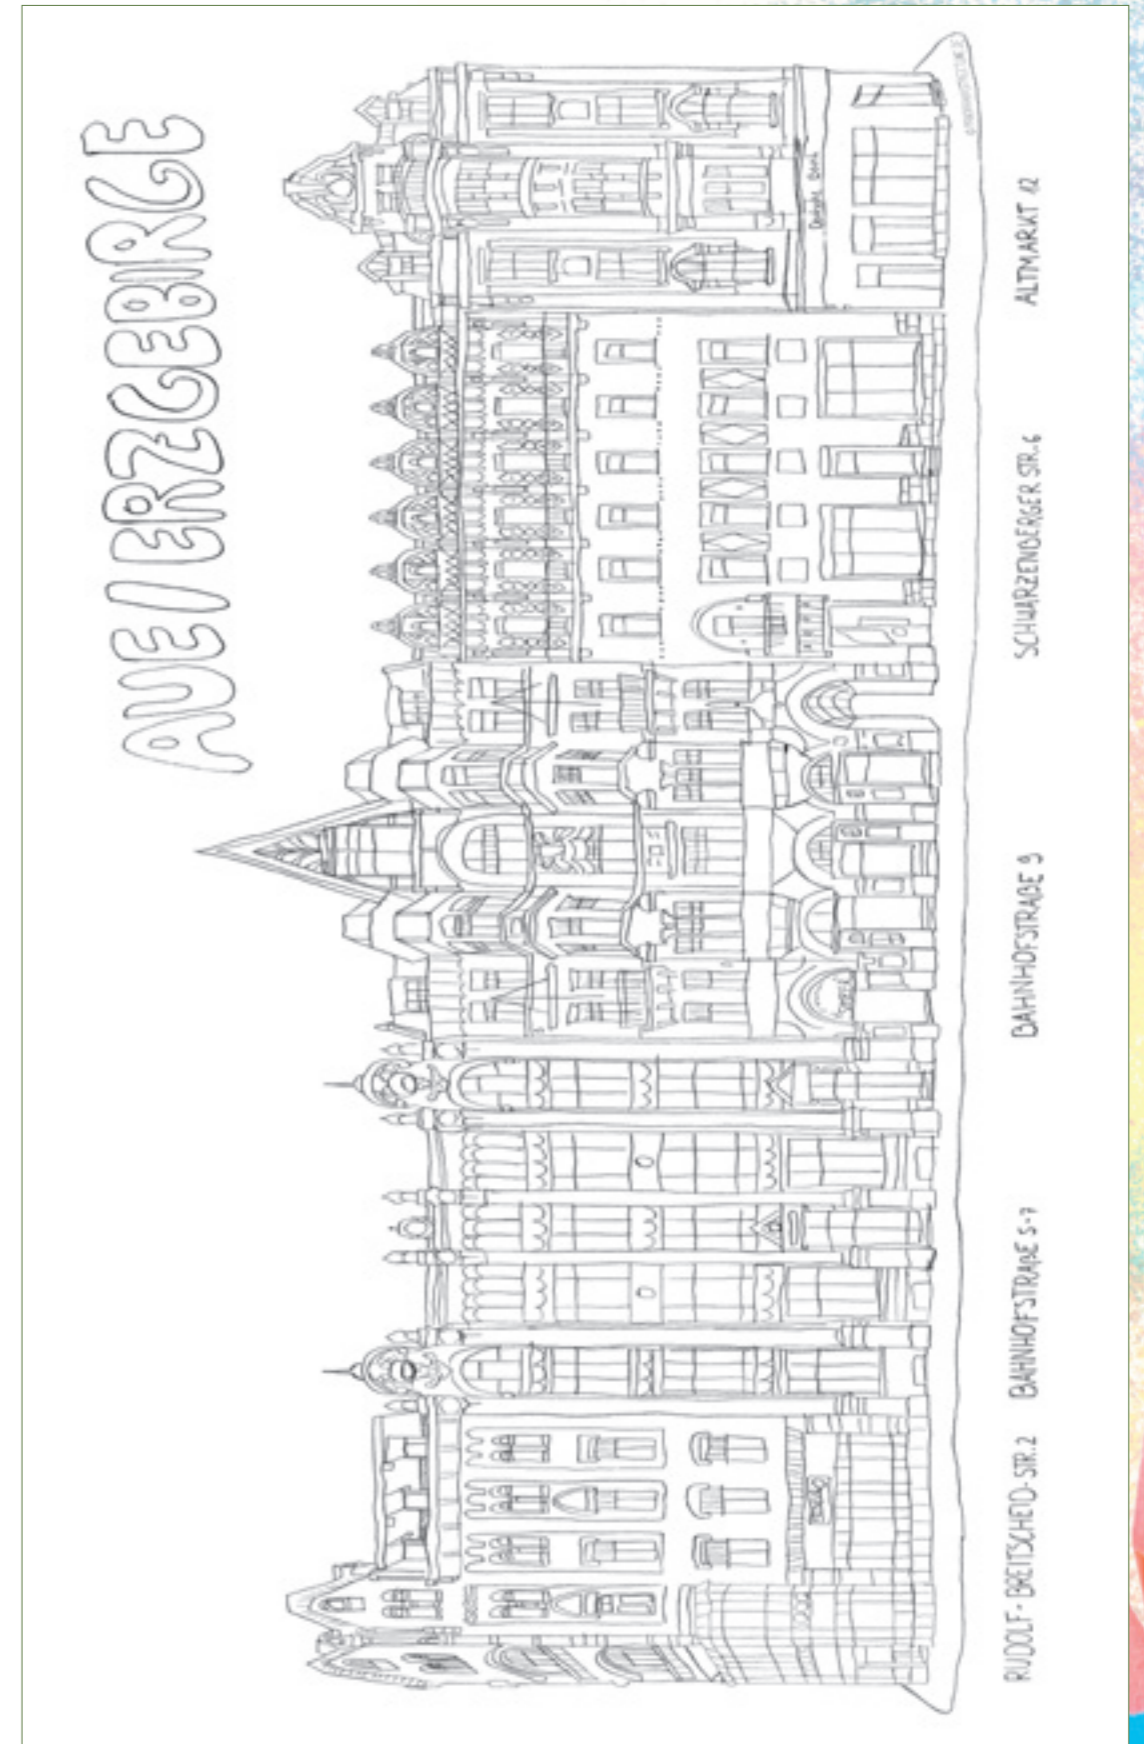 AUE / ERZGEBIRGE
RUDOLF-BREITSCHEID-STR. 2
BAHNHOFSTRAßE 5-7
BAHNHOFSTRAßE 9
SCHWARZENBERGER STR. 6
ALTMARKT 12